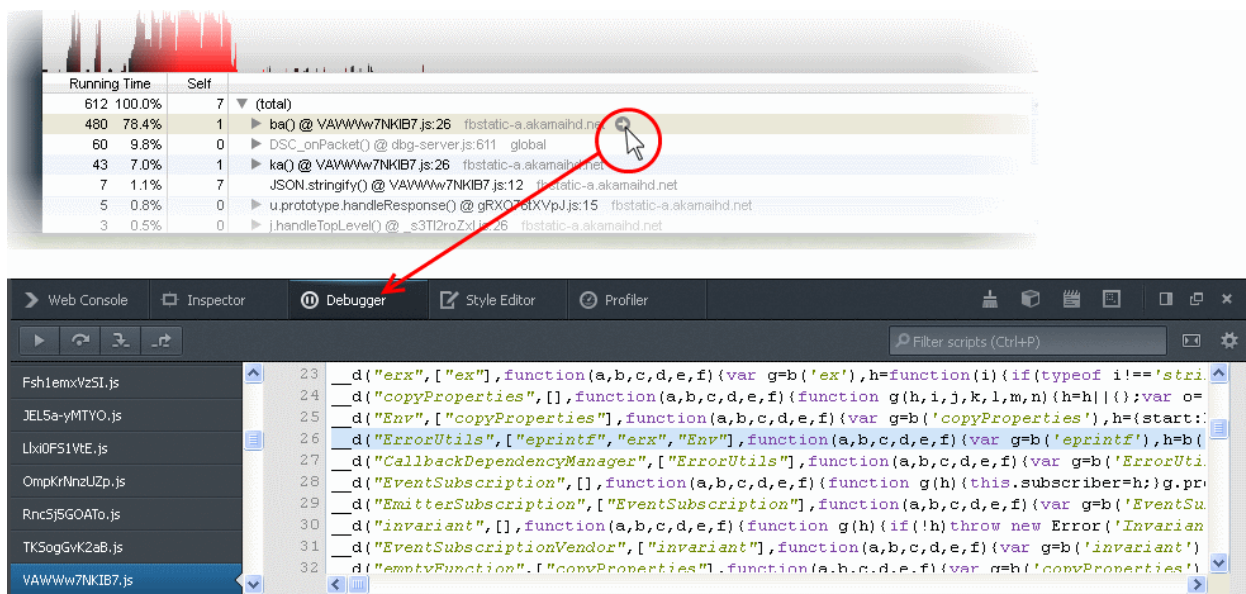 Running Time Self
612 100.0% 7 (total)
480 78.4% 1 ba() @ VAWWw7NKIB7.js:26 fbstatic-a.akamaihd.net
60 9.8% 0 DSC_onPacket() @ dbg-server.js:611 global
43 7.0% 1 ka() @ VAWWw7NKIB7.js:26 fbstatic-a.akamaihd.net
7 1.1% 7 JSON.stringify() @ VAWWw7NKIB7.js:12 fbstatic-a.akamaihd.net
5 0.8% 0 u.prototype.handleResponse() @ fbstatic-a.akamaihd.net
3 0.5% 0 j.handleTopLevel() @ fbstatic-a.akamaihd.net
Web Console Inspector Debugger Style Editor Profiler
Filter scripts (Ctrl+P)
Fsh1emxVzSI.js
JEL5a-yMTYO.js
Llxi0FS1VtE.js
OmpKrNnzUZp.js
RncSj5GOATo.js
TKSogGvK2aB.js
VAWWw7NKIB7.js
23 __d("erx",["ex"],function(a,b,c,d,e,f){var g=b('ex'),h=function(i){if(typeof i!=='stri
24 __d("copyProperties",[],function(a,b,c,d,e,f){function g(h,i,j,k,l,m,n){h=h||{};var o=
25 __d("Env",["copyProperties"],function(a,b,c,d,e,f){var g=b('copyProperties'),h={start:
26 __d("ErrorUtils",["eprintf","erx","Env"],function(a,b,c,d,e,f){var g=b('eprintf'),h=b(
27 __d("CallbackDependencyManager",["ErrorUtils"],function(a,b,c,d,e,f){var g=b('ErrorUti
28 __d("EventSubscription",[],function(a,b,c,d,e,f){function g(h){this.subscriber=h;}g.pr
29 __d("EmitterSubscription",["EventSubscription"],function(a,b,c,d,e,f){var g=b('EventSu
30 __d("invariant",[],function(a,b,c,d,e,f){function g(h){if(!h)throw new Error('Invarian
31 __d("EventSubscriptionVendor",["invariant"],function(a,b,c,d,e,f){var g=b('invariant')
32 __d("emptyFunction",["copyProperties"],function(a,b,c,d,e,f){var g=b('copyProperties')